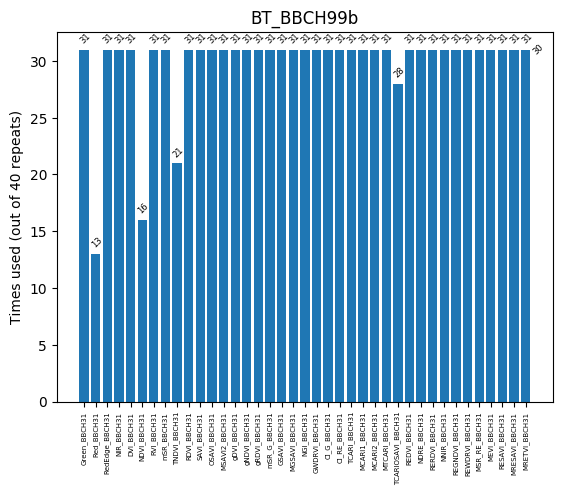 BT_BBCH99b
Times used (out of 40 repeats)
30
25
20
15
10
5
0
31 13 31 31 31 16 31 31 21 31 31 31 31 31 31 31 31 31 31 31 31 31 31 31 31 31 31 28 31 31 31 31 31 31 31 31 31 31 31 30
Green_BBCH31
Red_BBCH31
RedEdge_BBCH31
NIR_BBCH31
DVI_BBCH31
NDVI_BBCH31
RVI_BBCH31
mSR_BBCH31
TNDVI_BBCH31
RDVI_BBCH31
SAVI_BBCH31
OSAVI_BBCH31
MSAVI2_BBCH31
gDVI_BBCH31
gNDVI_BBCH31
gRDVI_BBCH31
mSR_G_BBCH31
GSAVI_BBCH31
MGSAVI_BBCH31
NGI_BBCH31
GWDRVI_BBCH31
CI_G_BBCH31
CI_RE_BBCH31
TCARI_BBCH31
MCARI1_BBCH31
MCARI2_BBCH31
MTCARI_BBCH31
TCARIOSAVI_BBCH31
REDVI_BBCH31
NDRE_BBCH31
RERDVI_BBCH31
NNIR_BBCH31
REGNDVI_BBCH31
REWDRVI_BBCH31
MSR_RE_BBCH31
MEVI_BBCH31
RESAVI_BBCH31
MRESAVI_BBCH31
MRETVI_BBCH31